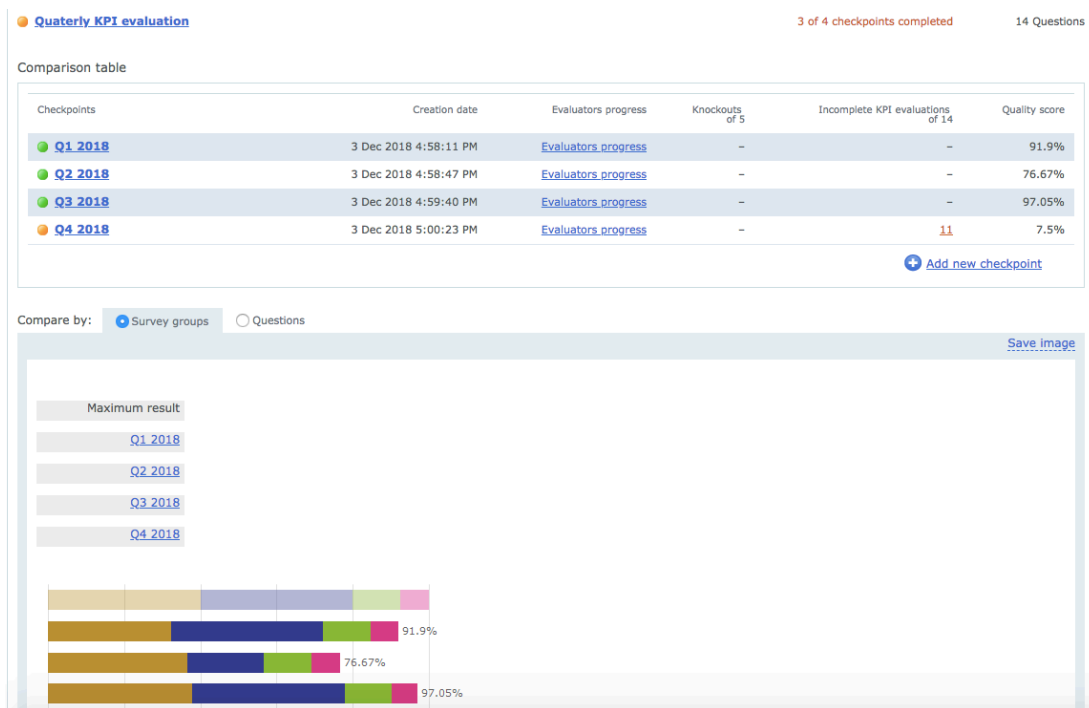 Quaterly KPI evaluation 3 of 4 checkpoints completed 14 Questions
Comparison table
Checkpoints Creation date Evaluators progress Knockouts of 5 Incomplete KPI evaluations of 14 Quality score
Q1 2018 3 Dec 2018 4:58:11 PM Evaluators progress – – 91.9%
Q2 2018 3 Dec 2018 4:58:47 PM Evaluators progress – – 76.67%
Q3 2018 3 Dec 2018 4:59:40 PM Evaluators progress – – 97.05%
Q4 2018 3 Dec 2018 5:00:23 PM Evaluators progress – 11 7.5%
Add new checkpoint
Compare by: Survey groups Questions
Save image
Maximum result
Q1 2018
Q2 2018
Q3 2018
Q4 2018
91.9%
76.67%
97.05%